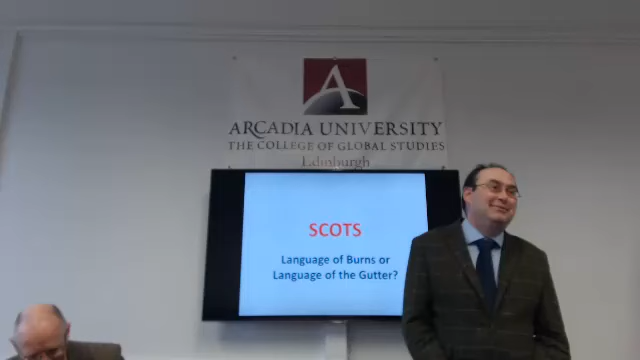 A
ARCADIA UNIVERSITY
THE COLLEGE OF GLOBAL STUDIES
Edinburgh
SCOTS
Language of Burns or
Language of the Gutter?